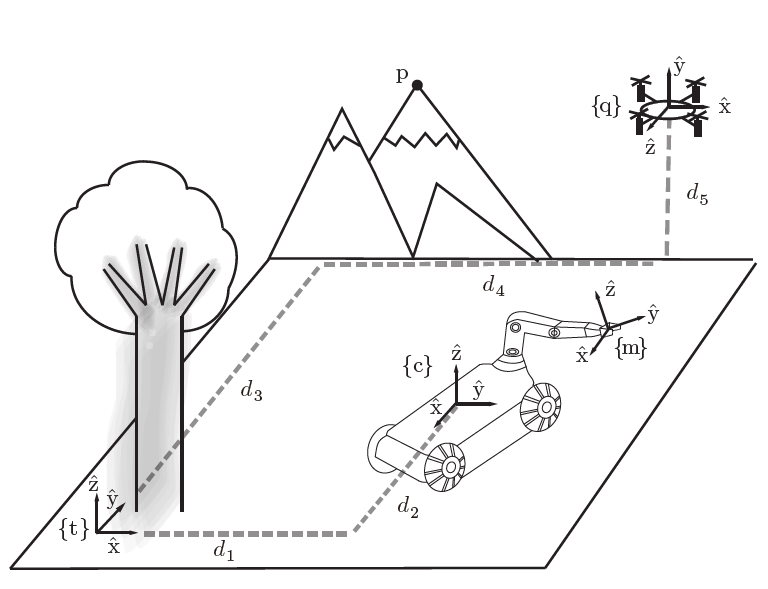 p
ŷ
{q}
x̂
ẑ
d₅
d₄
ẑ
ŷ
x̂
{m}
{c}
ẑ
ŷ
x̂
d₃
d₂
ẑ
ŷ
{t}
x̂
d₁